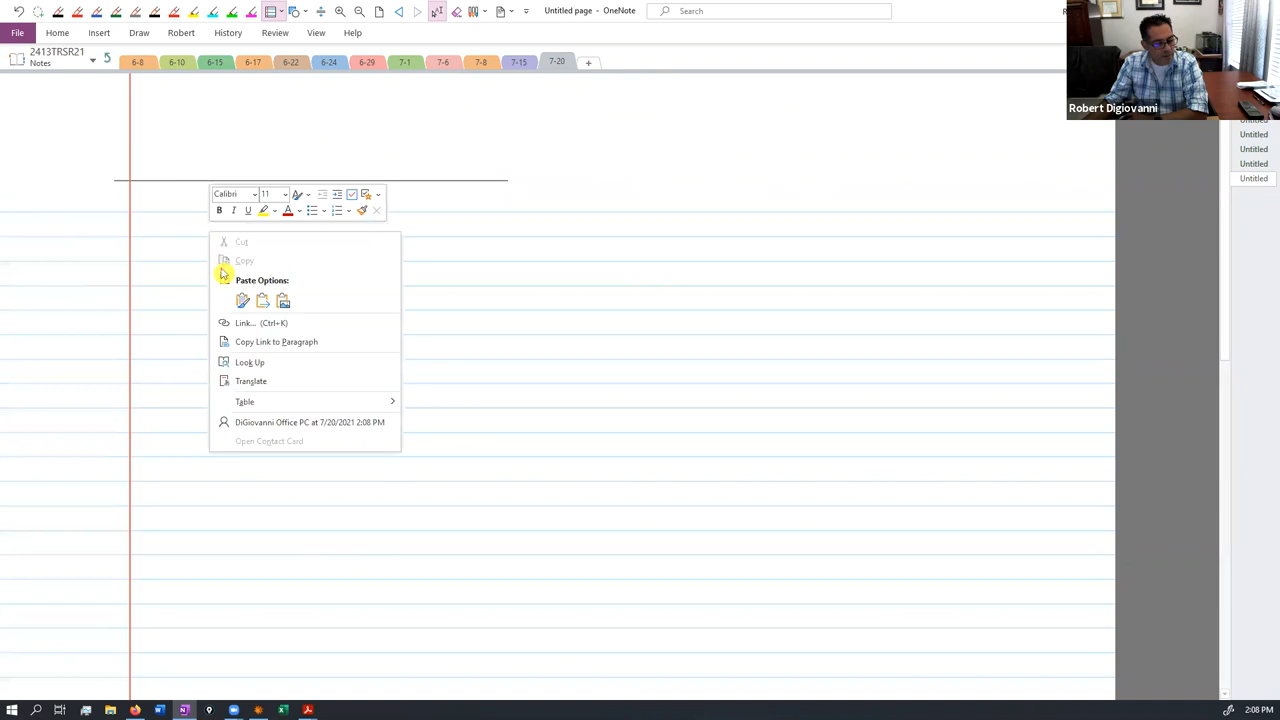 Untitled page - OneNote
Search
File Home Insert Draw Robert History Review View Help
2413TRSR21
Notes
6-8 6-10 6-15 6-17 6-22 6-24 6-29 7-1 7-6 7-8 7-15 7-20
Robert Digiovanni
Untitled
Untitled
Untitled
Untitled
Untitled
Calibri 11
B I U A
Cut
Copy
Paste Options:
Link... (Ctrl+K)
Copy Link to Paragraph
Look Up
Translate
Table
DiGiovanni Office PC at 7/20/2021 2:08 PM
Open Contact Card
2:08 PM